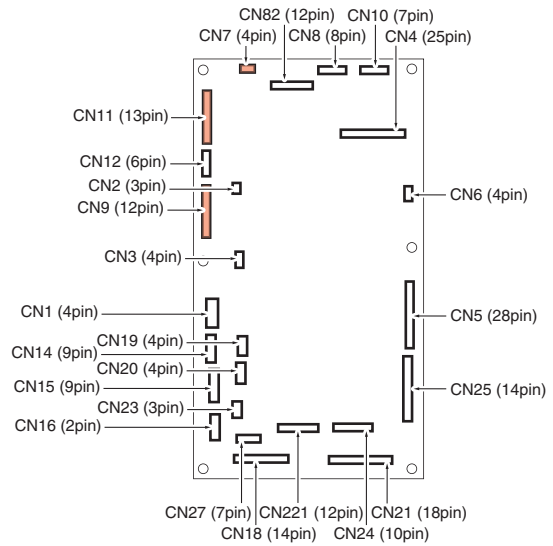 CN82 (12pin) CN10 (7pin)
CN7 (4pin) CN8 (8pin) CN4 (25pin)
CN11 (13pin)
CN12 (6pin)
CN2 (3pin)
CN6 (4pin)
CN9 (12pin)
CN3 (4pin)
CN1 (4pin)
CN5 (28pin)
CN19 (4pin)
CN14 (9pin)
CN20 (4pin)
CN15 (9pin)
CN25 (14pin)
CN23 (3pin)
CN16 (2pin)
CN27 (7pin) CN221 (12pin) CN21 (18pin)
CN18 (14pin) CN24 (10pin)